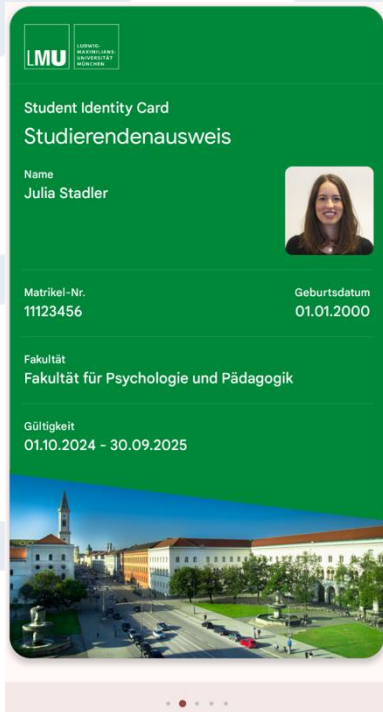 LMU
LUDWIG-
MAXIMILIANS-
UNIVERSITÄT
MÜNCHEN
Student Identity Card
Studierendenausweis
Name
Julia Stadler
Matrikel-Nr.
11123456
Geburtsdatum
01.01.2000
Fakultät
Fakultät für Psychologie und Pädagogik
Gültigkeit
01.10.2024 - 30.09.2025